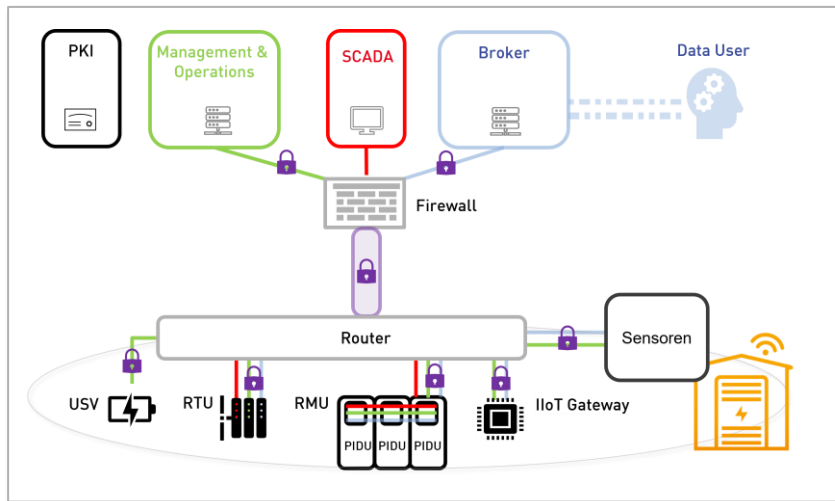 PKI
Management &
Operations
SCADA
Broker
Data User
Firewall
Router
Sensoren
USV
RTU
RMU
IIoT Gateway
PIDU
PIDU
PIDU